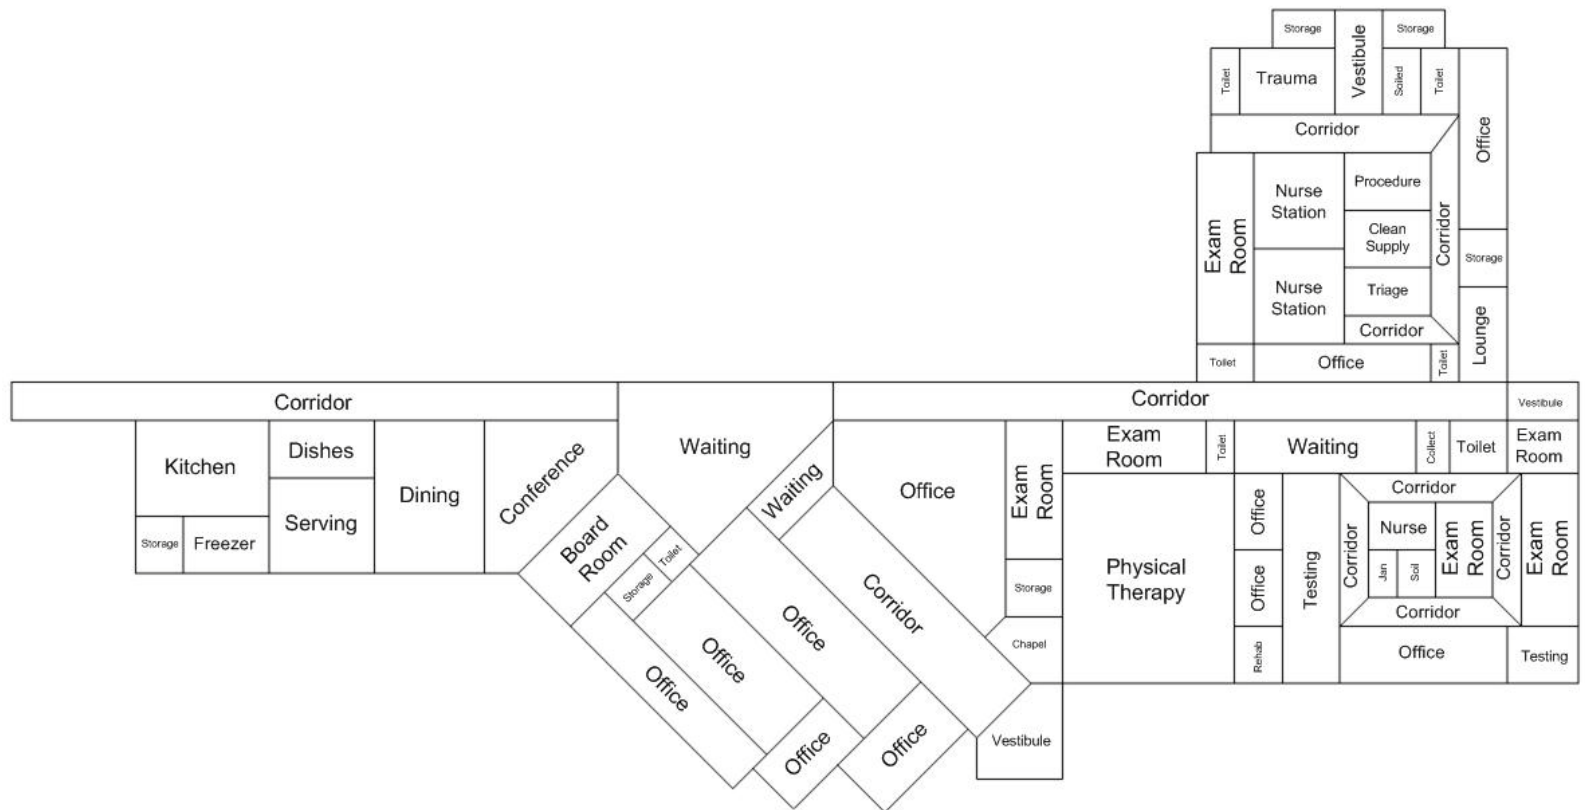 Storage
Vestibule
Storage
Toilet
Trauma
Soiled
Toilet
Office
Corridor
Exam
Room
Nurse
Station
Procedure
Clean
Supply
Corridor
Storage
Nurse
Station
Triage
Corridor
Lounge
Toilet
Office
Toilet
Corridor
Waiting
Corridor
Vestibule
Kitchen
Dishes
Dining
Conference
Serving
Storage
Freezer
Board
Room
Storage
Toilet
Waiting
Office
Office
Office
Office
Office
Corridor
Office
Exam
Room
Storage
Chapel
Vestibule
Exam
Room
Toilet
Waiting
Collect
Toilet
Exam
Room
Physical
Therapy
Office
Office
Rehab
Testing
Corridor
Corridor
Nurse
Jan
Soil
Exam
Room
Corridor
Exam
Room
Corridor
Office
Testing